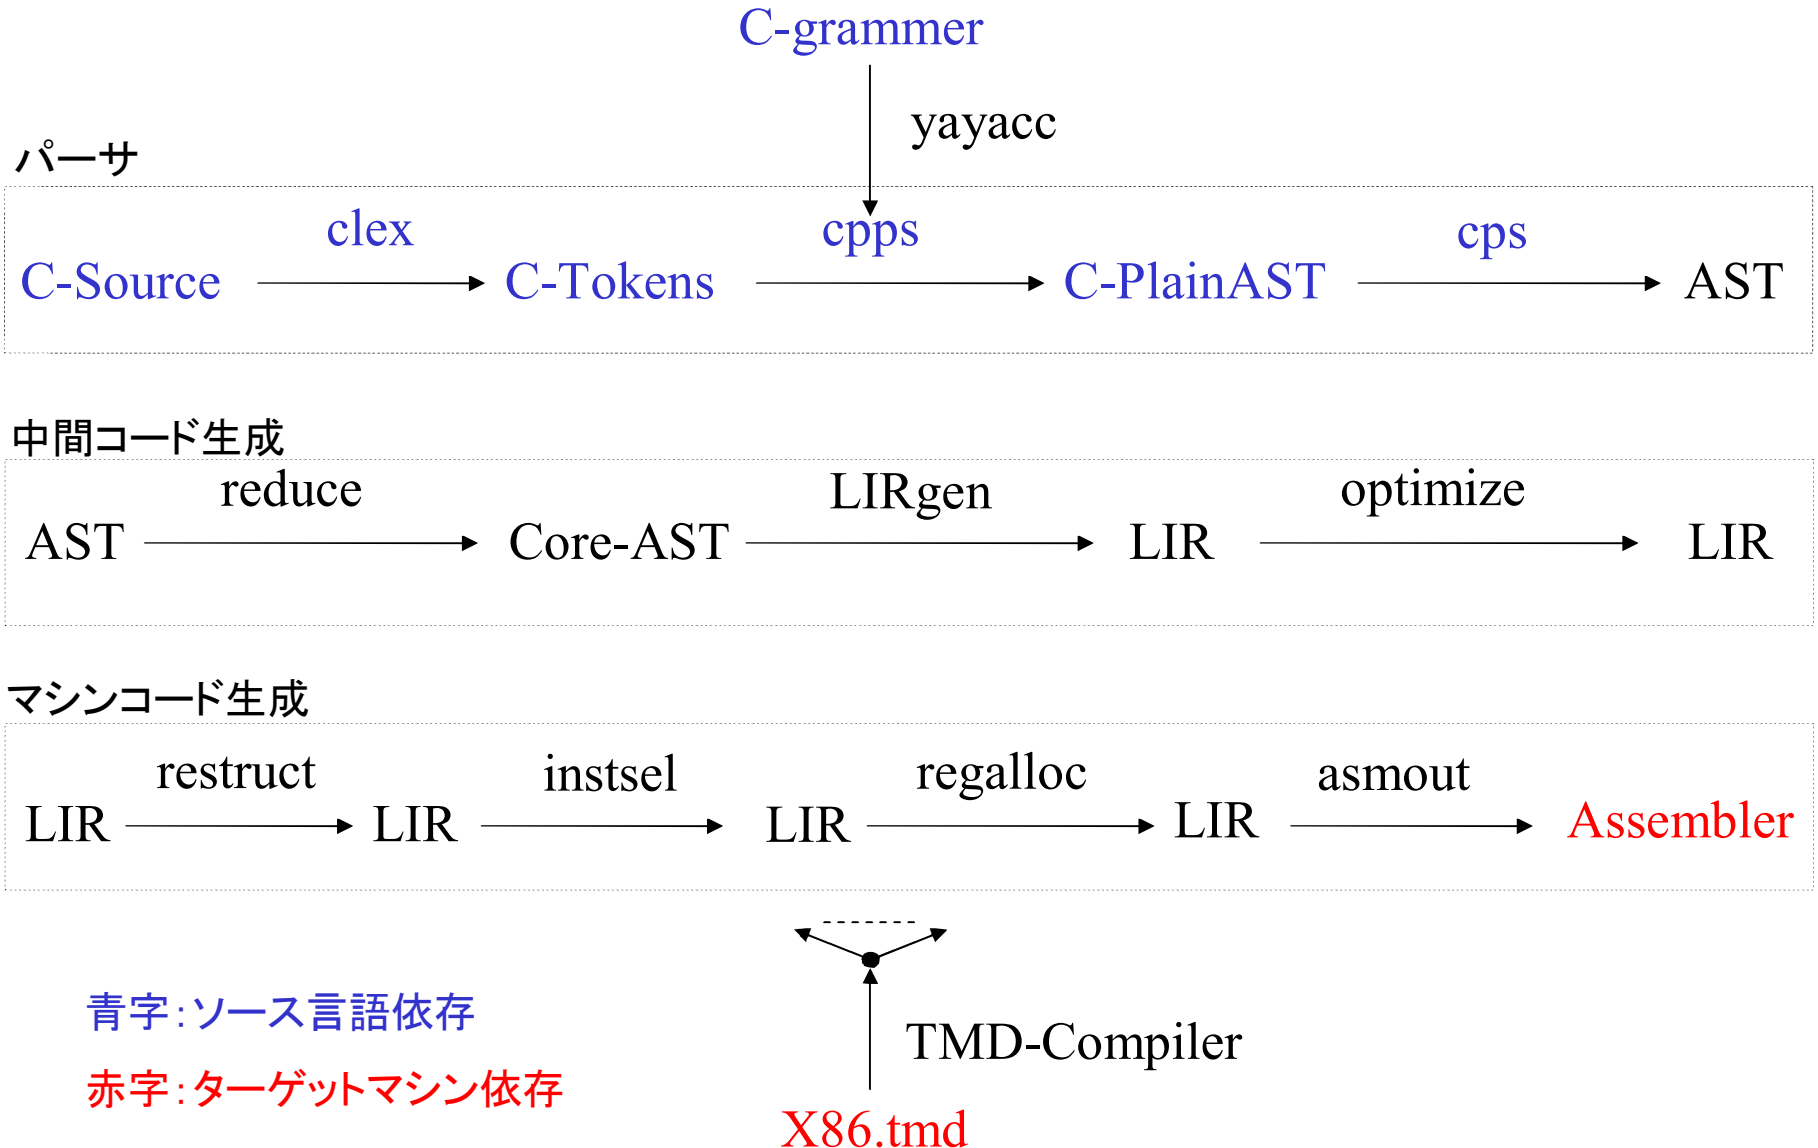 C-grammer
yayacc
パーサ
clex cpps cps
C-Source C-Tokens C-PlainAST AST
中間コード生成
reduce LIRgen optimize
AST Core-AST LIR LIR
マシンコード生成
restruct instsel regalloc asmout
LIR LIR LIR LIR Assembler
青字:ソース言語依存
TMD-Compiler
赤字:ターゲットマシン依存
X86.tmd